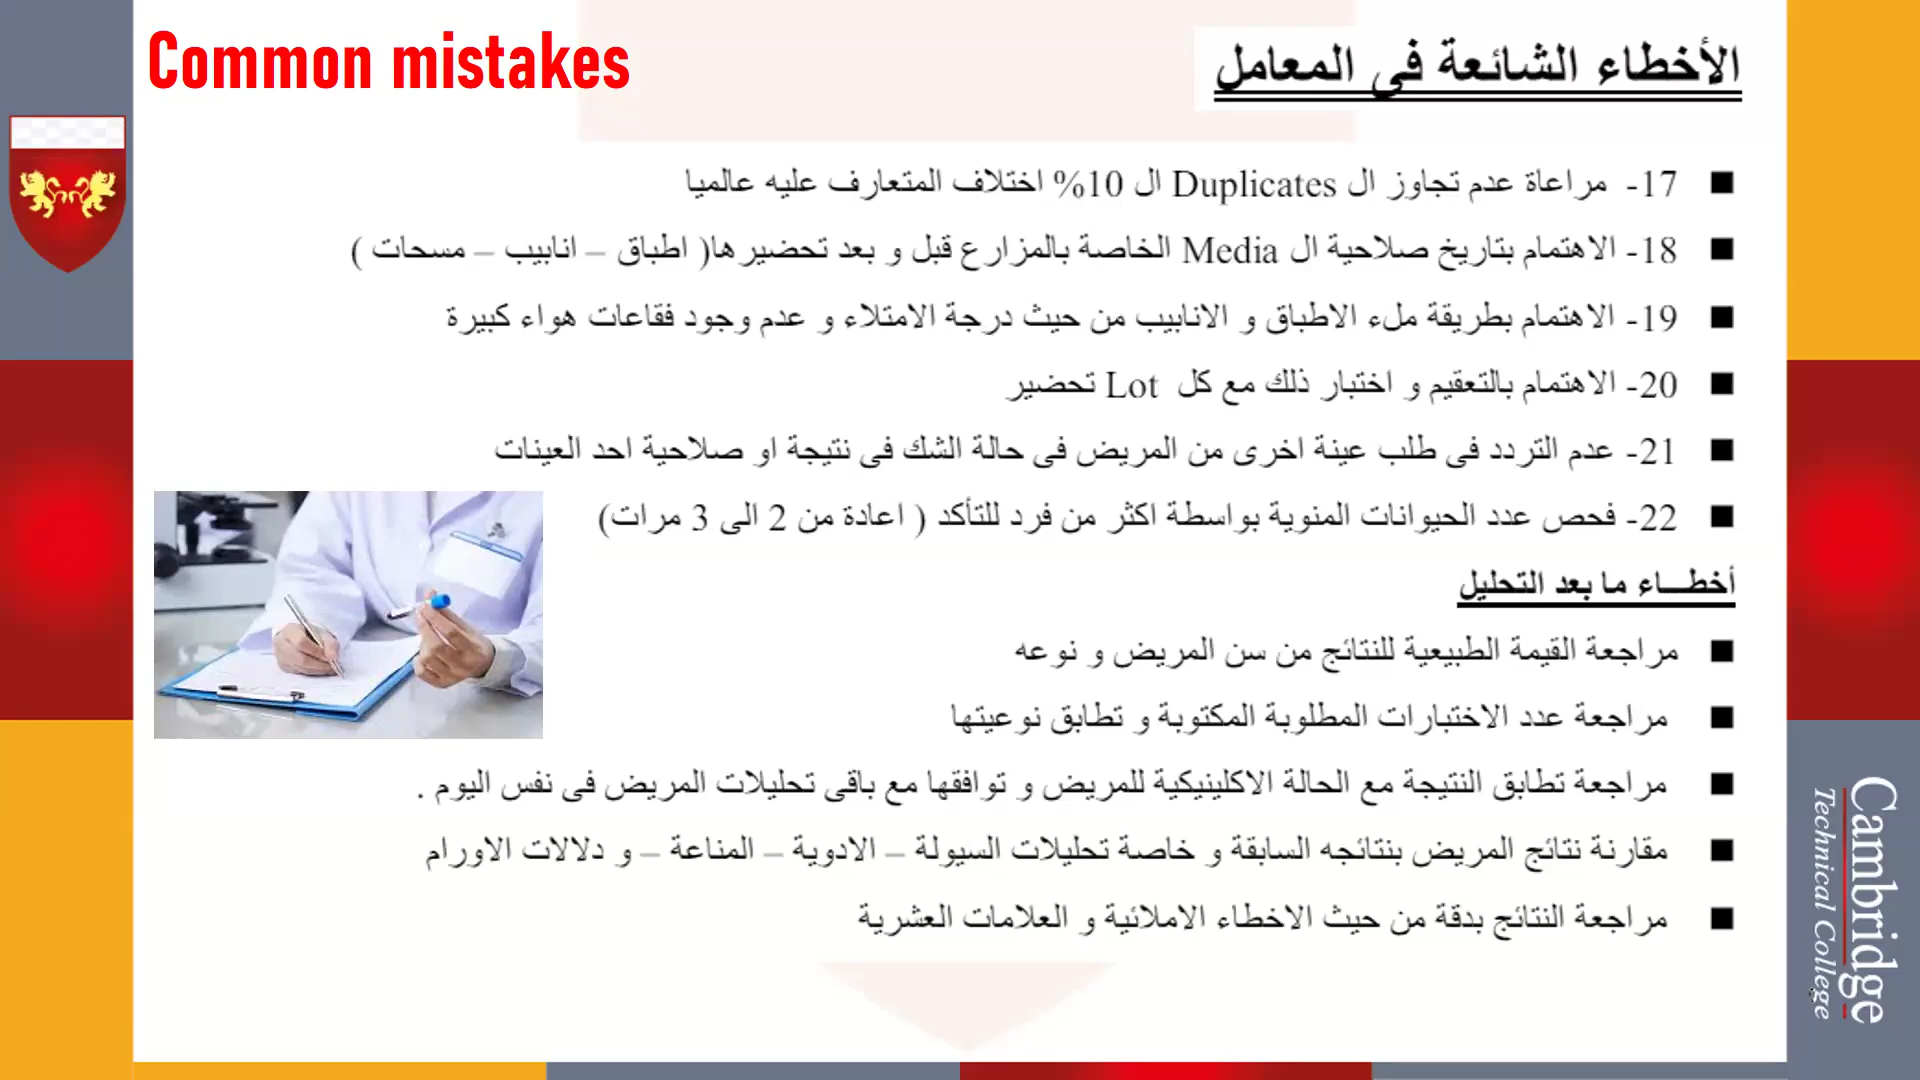 Common mistakes
الأخطاء الشائعة فى المعامل
17- مراعاة عدم تجاوز ال Duplicates ال 10% اختلاف المتعارف عليه عالميا
18- الاهتمام بتاريخ صلاحية ال Media الخاصة بالمزارع قبل و بعد تحضيرها( اطباق – انابيب – مسحات )
19- الاهتمام بطريقة ملء الاطباق و الانابيب من حيث درجة الامتلاء و عدم وجود فقاعات هواء كبيرة
20- الاهتمام بالتعقيم و اختبار ذلك مع كل Lot تحضير
21- عدم التردد فى طلب عينة اخرى من المريض فى حالة الشك فى نتيجة او صلاحية احد العينات
22- فحص عدد الحيوانات المنوية بواسطة اكثر من فرد للتأكد ( اعادة من 2 الى 3 مرات)
أخطـــاء ما بعد التحليل
مراجعة القيمة الطبيعية للنتائج من سن المريض و نوعه
مراجعة عدد الاختبارات المطلوبة المكتوبة و تطابق نوعيتها
مراجعة تطابق النتيجة مع الحالة الاكلينيكية للمريض و توافقها مع باقى تحليلات المريض فى نفس اليوم .
مقارنة نتائج المريض بنتائجه السابقة و خاصة تحليلات السيولة – الادوية – المناعة – و دلالات الاورام
مراجعة النتائج بدقة من حيث الاخطاء الاملائية و العلامات العشرية
Cambridge
Technical College